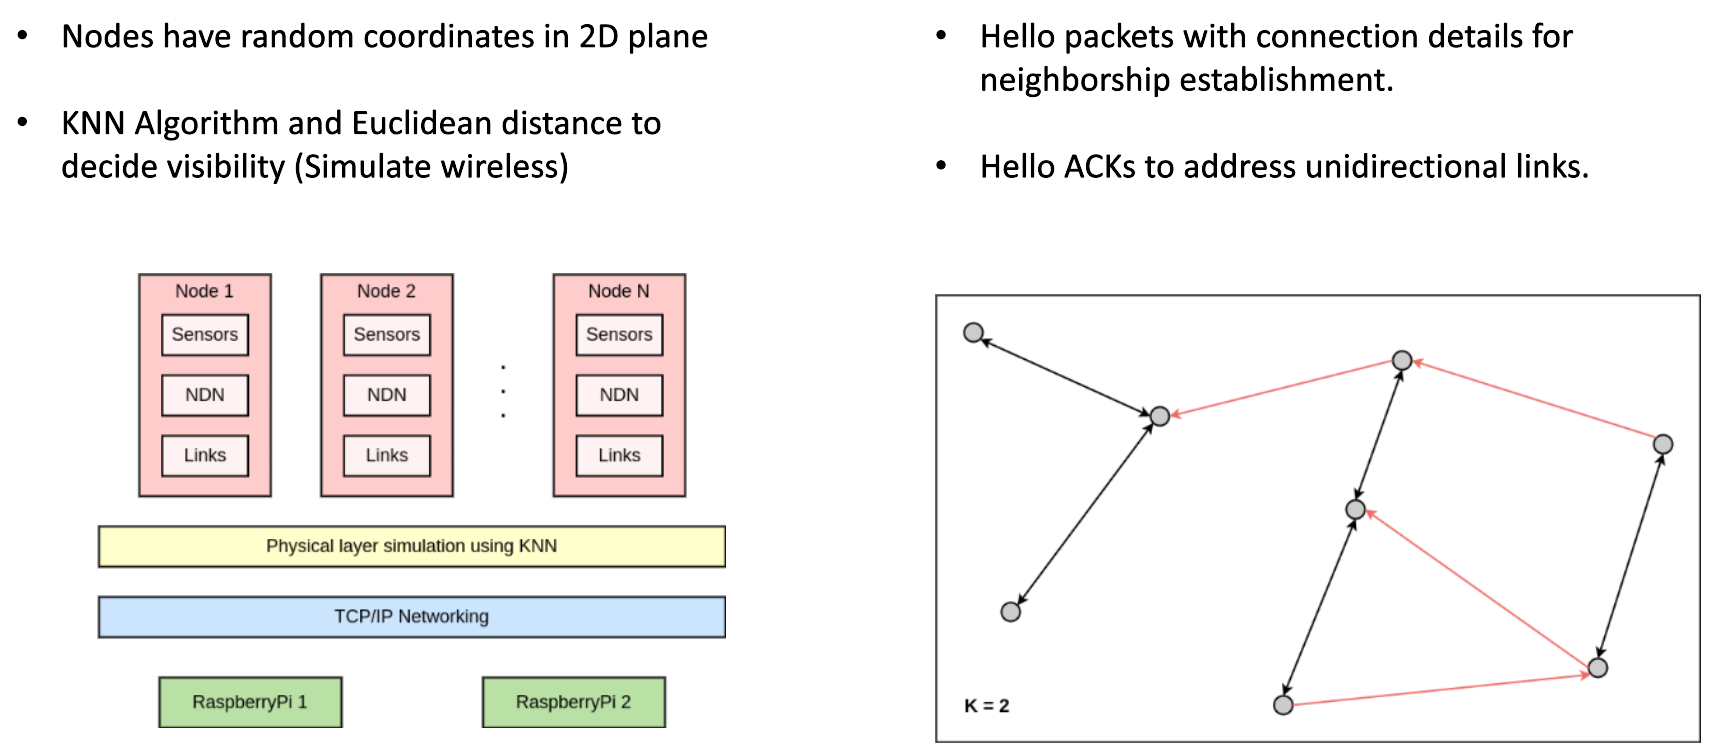 • Nodes have random coordinates in 2D plane
• KNN Algorithm and Euclidean distance to
decide visibility (Simulate wireless)
• Hello packets with connection details for
neighborship establishment.
• Hello ACKs to address unidirectional links.
Node 1
Sensors
NDN
Links
Node 2
Sensors
NDN
Links
Node N
Sensors
NDN
Links
Physical layer simulation using KNN
TCP/IP Networking
RaspberryPi 1
RaspberryPi 2
K = 2